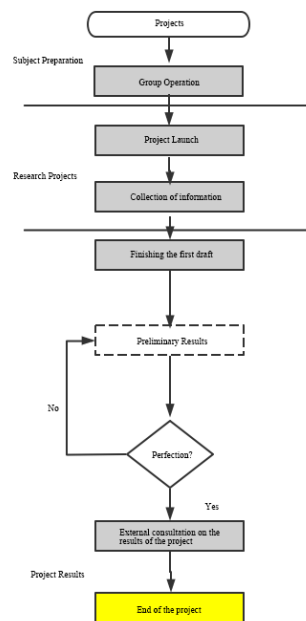 Projects
Subject Preparation
Group Operation
Project Launch
Research Projects
Collection of information
Finishing the first draft
Preliminary Results
No
Perfection?
Yes
External consultation on the
results of the project
Project Results
End of the project